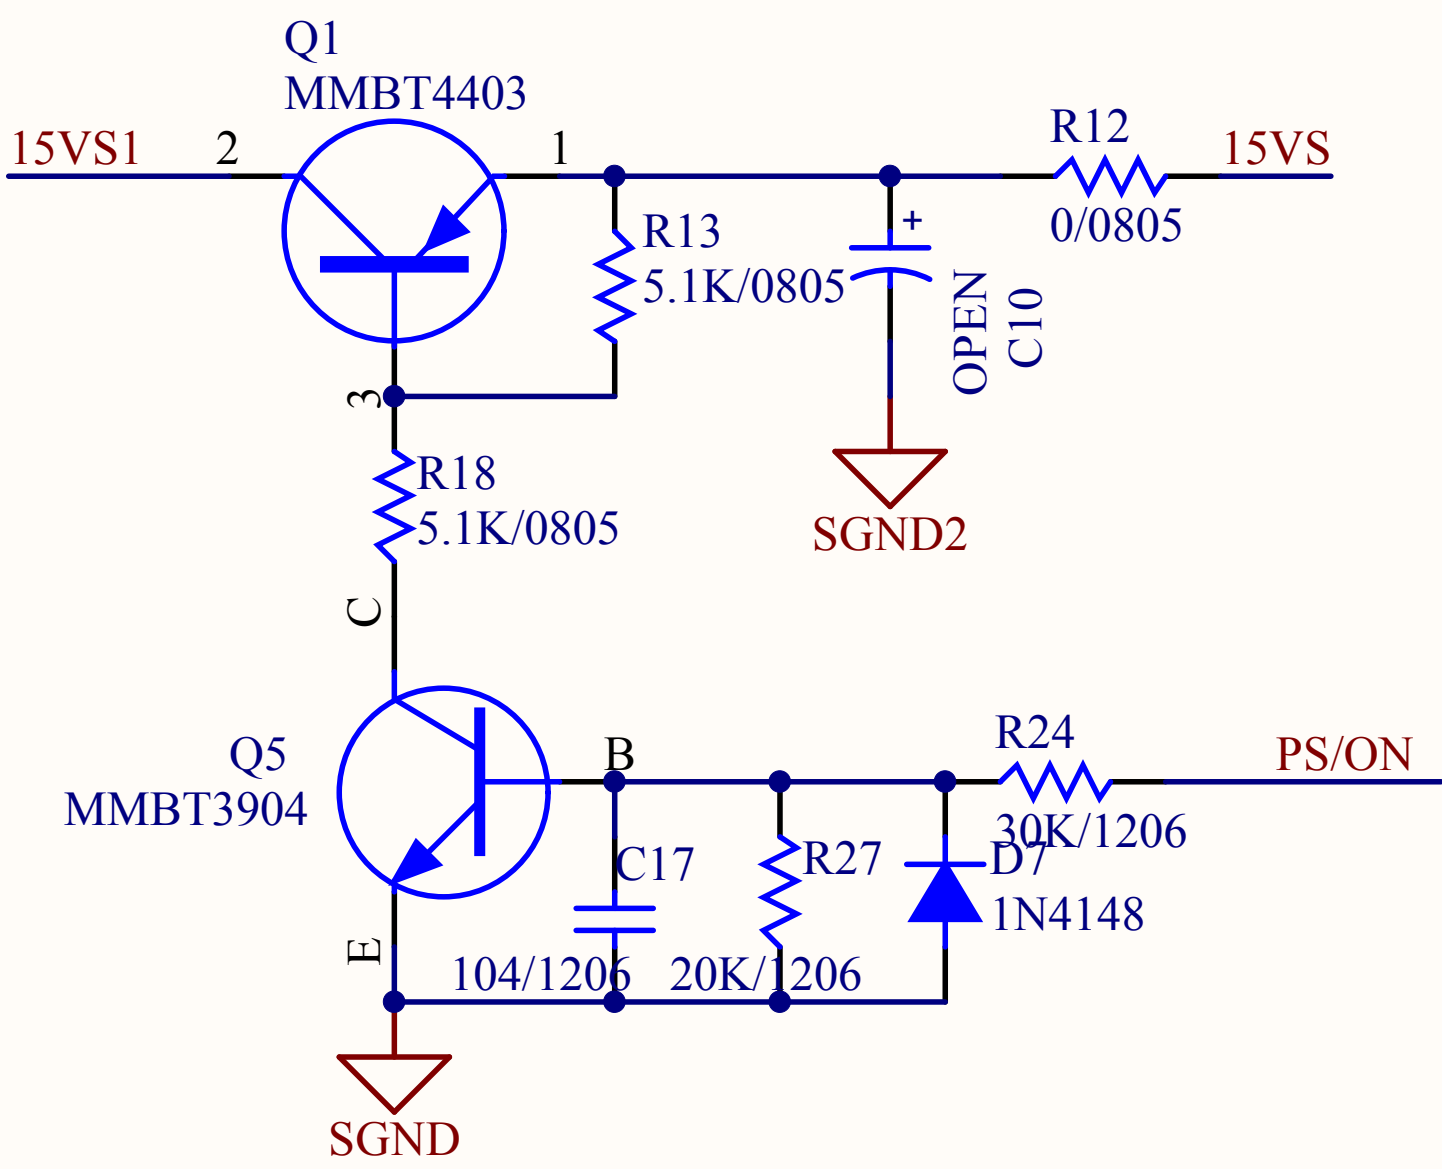 Q1
MMBT4403
15VS1
2
1
R12
15VS
0/0805
R13
5.1K/0805
+
OPEN
C10
3
R18
5.1K/0805
SGND2
C
Q5
MMBT3904
B
R24
PS/ON
30K/1206
C17
R27
D7
1N4148
E
104/1206
20K/1206
SGND